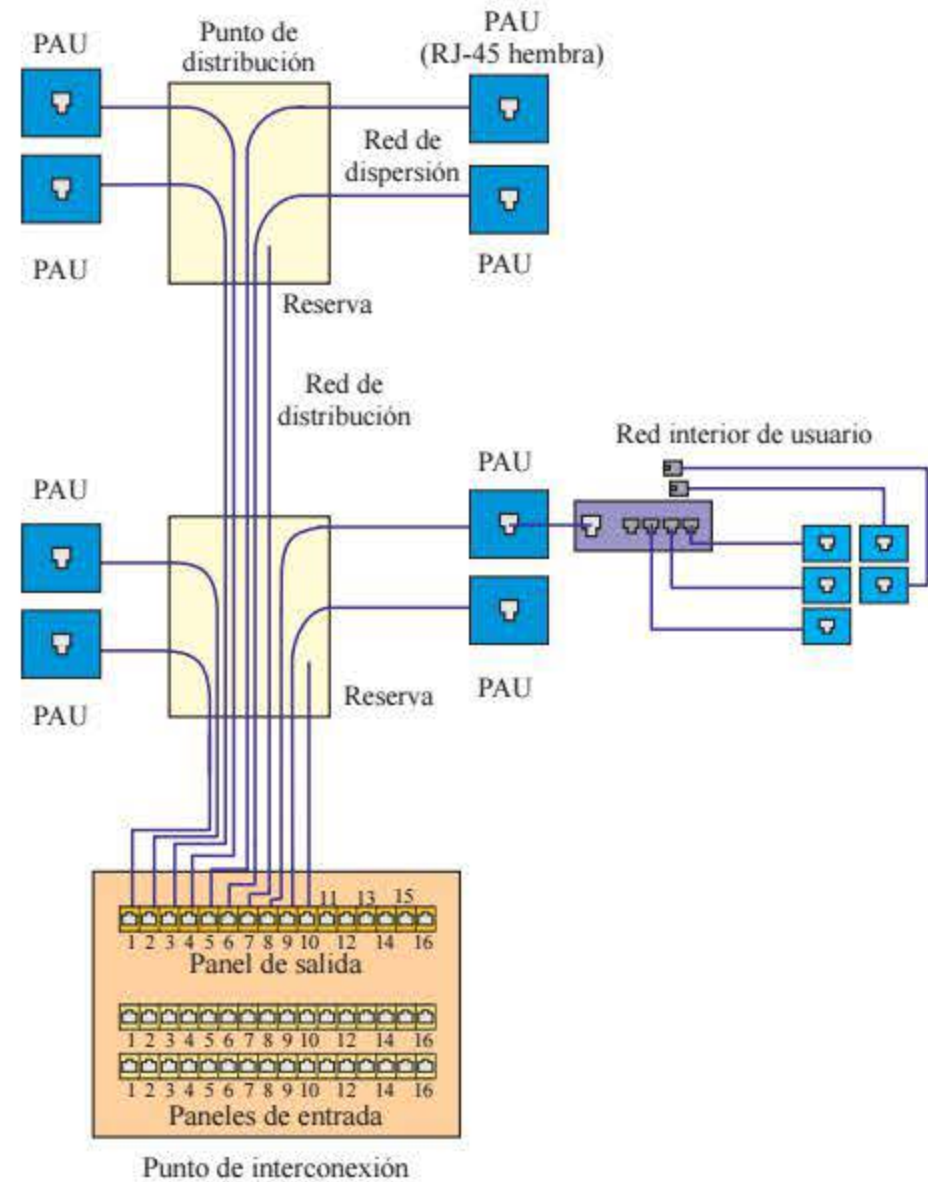 PAU
Punto de
distribución
PAU
(RJ-45 hembra)
Red de
dispersión
PAU
PAU
Reserva
Red de
distribución
Red interior de usuario
PAU
PAU
Reserva
PAU
PAU
11 13 15
1 2 3 4 5 6 7 8 9 10 12 14 16
Panel de salida
1 2 3 4 5 6 7 8 9 10 12 14 16
1 2 3 4 5 6 7 8 9 10 12 14 16
Paneles de entrada
Punto de interconexión